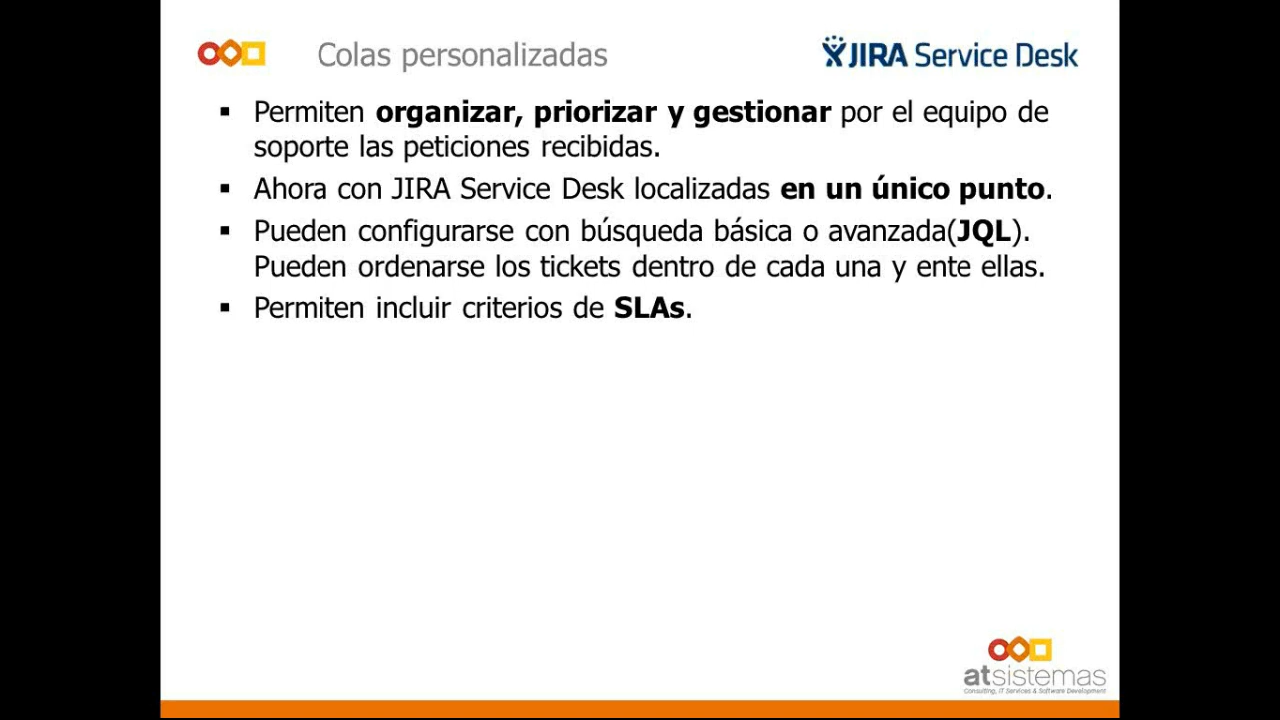 Colas personalizadas
JIRA Service Desk
▪ Permiten organizar, priorizar y gestionar por el equipo de
soporte las peticiones recibidas.
▪ Ahora con JIRA Service Desk localizadas en un único punto.
▪ Pueden configurarse con búsqueda básica o avanzada(JQL).
Pueden ordenarse los tickets dentro de cada una y ente ellas.
▪ Permiten incluir criterios de SLAs.
atsistemas
Consulting, IT Services & Software Development